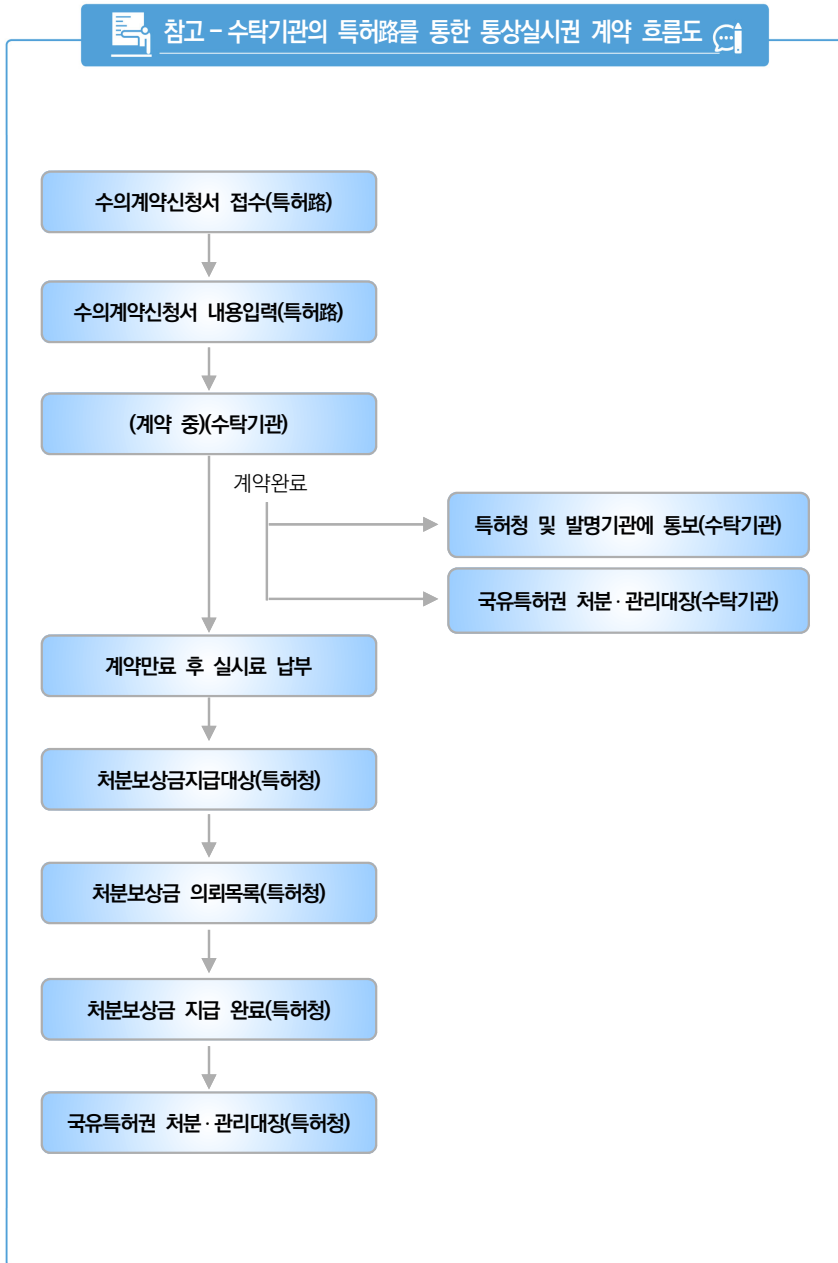 참고 – 수탁기관의 특허路를 통한 통상실시권 계약 흐름도
수의계약신청서 접수(특허路)
수의계약신청서 내용입력(특허路)
(계약 중)(수탁기관)
계약완료
특허청 및 발명기관에 통보(수탁기관)
국유특허권 처분·관리대장(수탁기관)
계약만료 후 실시료 납부
처분보상금지급대상(특허청)
처분보상금 의뢰목록(특허청)
처분보상금 지급 완료(특허청)
국유특허권 처분·관리대장(특허청)